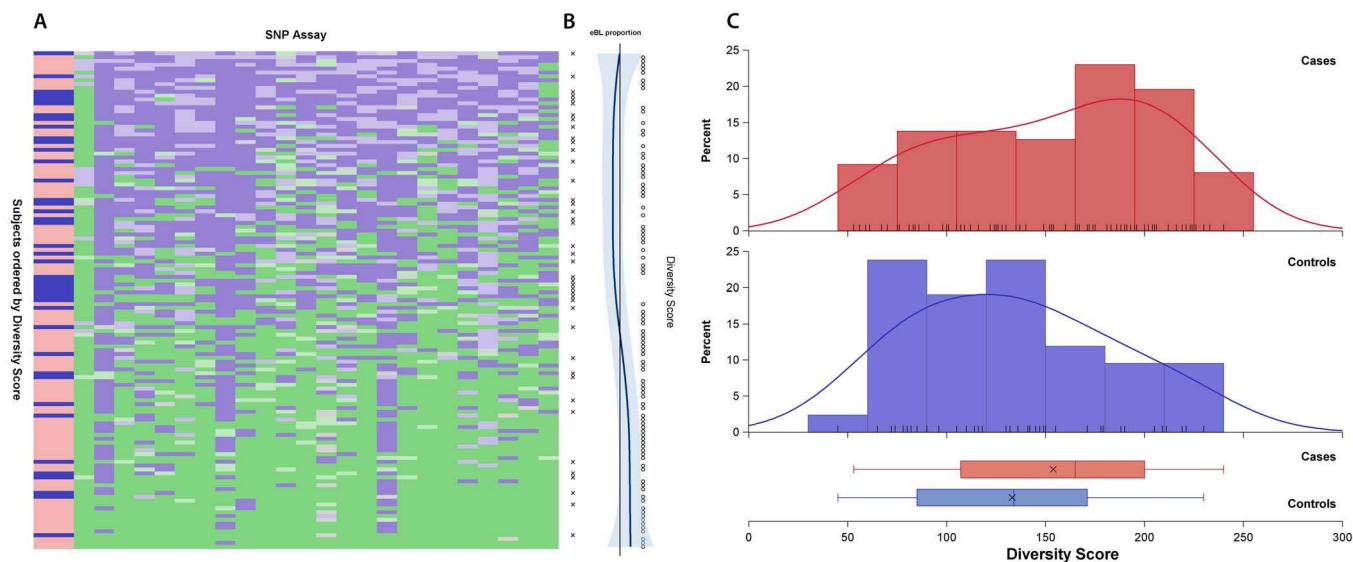 A
SNP Assay
Subjects ordered by Diversity Score
B
eBL proportion
Diversity Score
C
25
20
15
10
5
0
Percent
Cases
25
20
15
10
5
0
Percent
Controls
Cases
Controls
0 50 100 150 200 250 300
Diversity Score